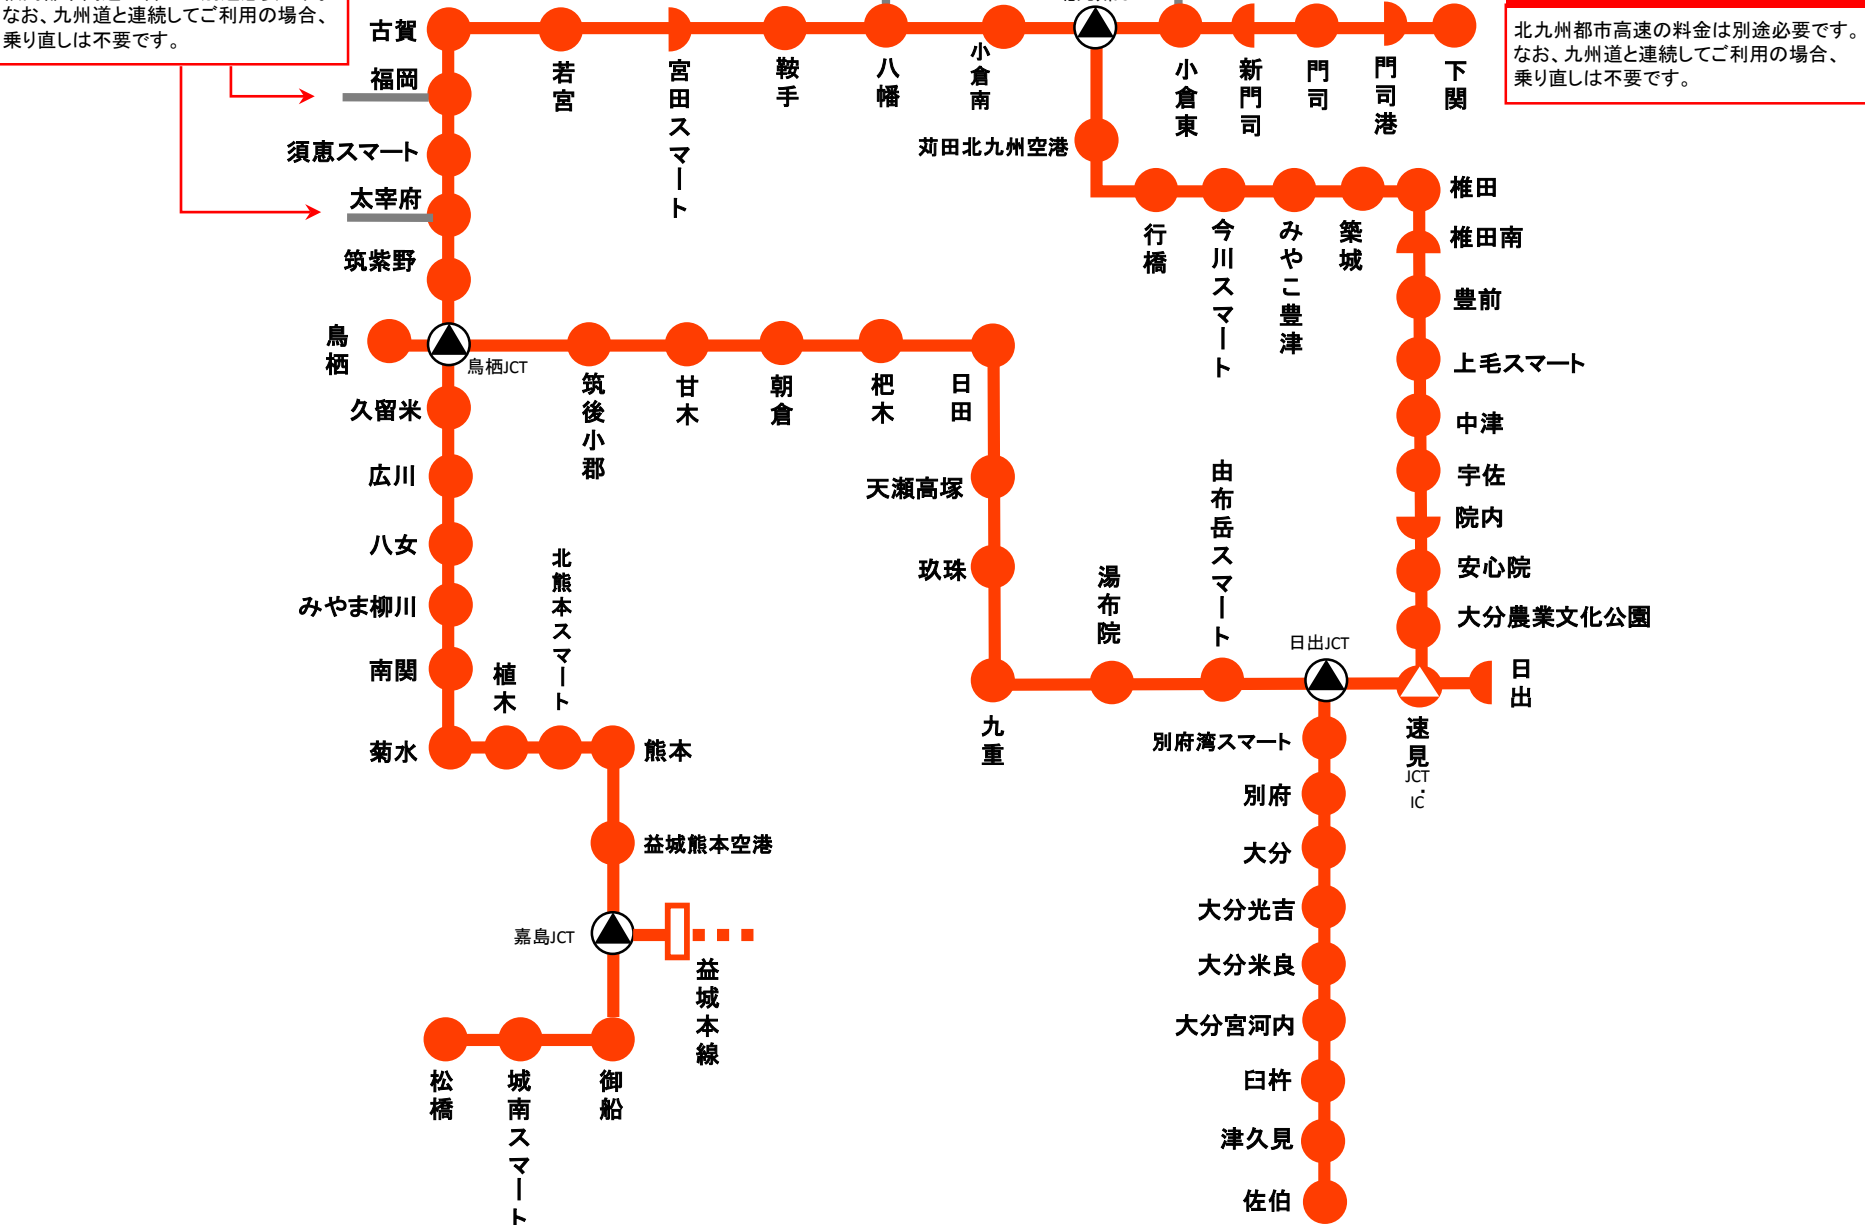 なお、九州道と連続してご利用の場合、
乗り直しは不要です。
北九州都市高速の料金は別途必要です。
なお、九州道と連続してご利用の場合、
乗り直しは不要です。
古賀
若宮
宮田スマート
鞍手
八幡
小倉南
小倉東
新門司
門司
門司港
下関
福岡
須恵スマート
太宰府
筑紫野
苅田北九州空港
行橋
今川スマート
みやこ豊津
築城
椎田
椎田南
豊前
上毛スマート
中津
宇佐
院内
安心院
大分農業文化公園
鳥栖
鳥栖JCT
筑後小郡
甘木
朝倉
杷木
日田
天瀬高塚
玖珠
九重
湯布院
由布岳スマート
日出JCT
速見
JCT
・
IC
日出
久留米
広川
八女
みやま柳川
南関
菊水
植木
北熊本スマート
熊本
益城熊本空港
嘉島JCT
益城本線
御船
城南スマート
松橋
別府湾スマート
別府
大分
大分光吉
大分米良
大分宮河内
臼杵
津久見
佐伯